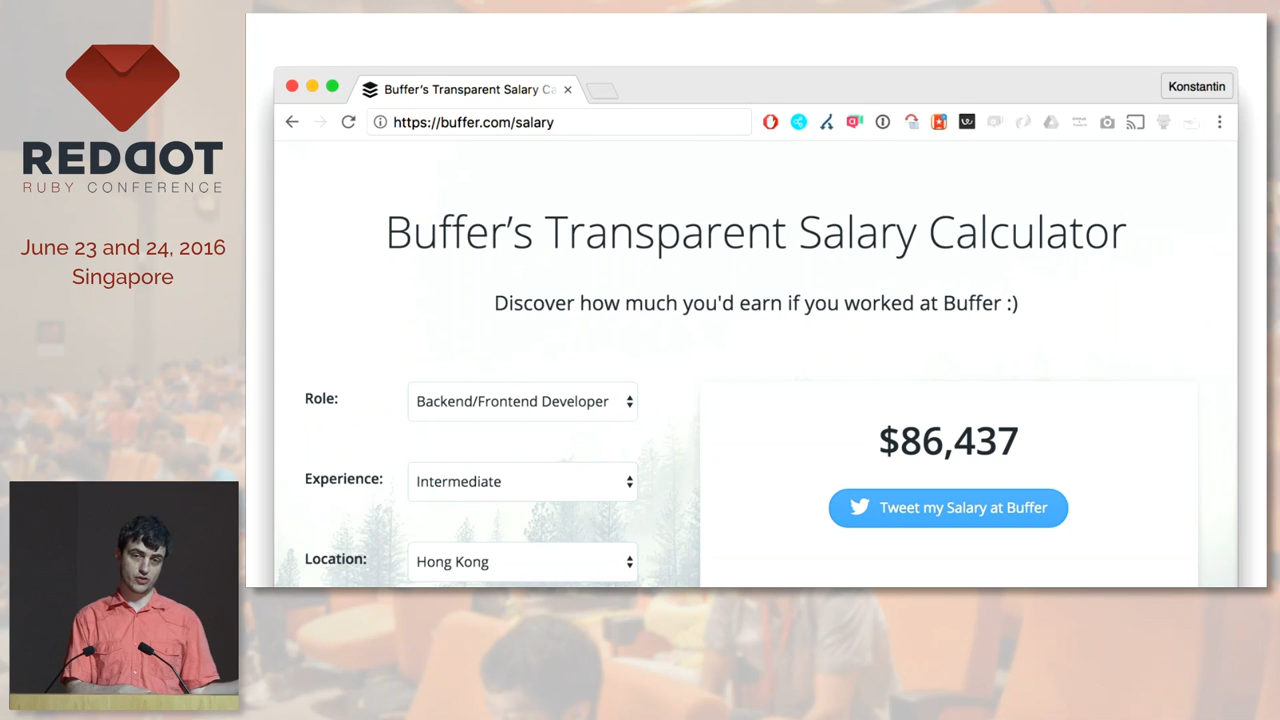 REDDOT
RUBY CONFERENCE
June 23 and 24, 2016
Singapore
Buffer's Transparent Salary Ca
Konstantin
https://buffer.com/salary
Buffer's Transparent Salary Calculator
Discover how much you'd earn if you worked at Buffer :)
Role:
Backend/Frontend Developer
$86,437
Experience:
Intermediate
Tweet my Salary at Buffer
Location:
Hong Kong